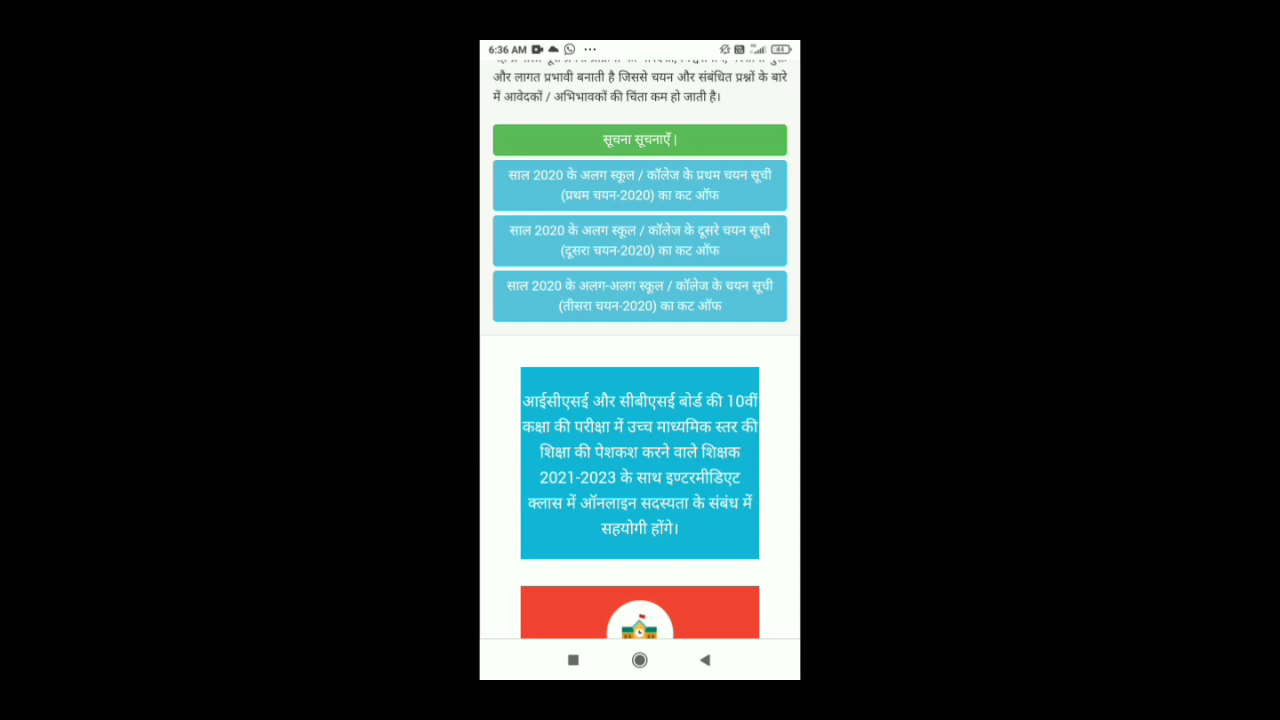 6:36 AM
44
और लागत प्रभावी बनाती है जिससे चयन और संबंधित प्रश्नों के बारे
में आवेदकों / अभिभावकों की चिंता कम हो जाती है।
सूचना सूचनाएँ |
साल 2020 के अलग स्कूल / कॉलेज के प्रथम चयन सूची
(प्रथम चयन-2020) का कट ऑफ
साल 2020 के अलग स्कूल / कॉलेज के दूसरे चयन सूची
(दूसरा चयन-2020) का कट ऑफ
साल 2020 के अलग-अलग स्कूल / कॉलेज के चयन सूची
(तीसरा चयन-2020) का कट ऑफ
आईसीएसई और सीबीएसई बोर्ड की 10वीं
कक्षा की परीक्षा में उच्च माध्यमिक स्तर की
शिक्षा की पेशकश करने वाले शिक्षक
2021-2023 के साथ इण्टरमीडिएट
क्लास में ऑनलाइन सदस्यता के संबंध में
सहयोगी होंगे।